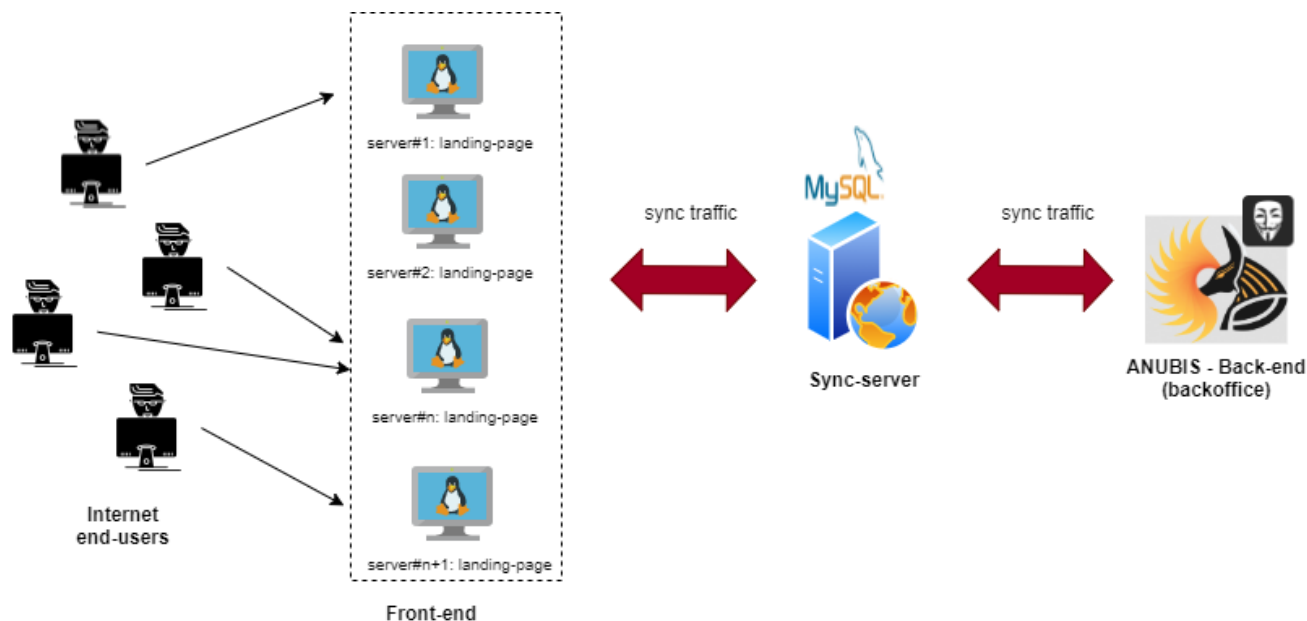 server#1: landing-page
server#2: landing-page
server#n: landing-page
server#n+1: landing-page
Internet
end-users
Front-end
sync traffic
MySQL
Sync-server
sync traffic
ANUBIS - Back-end
(backoffice)